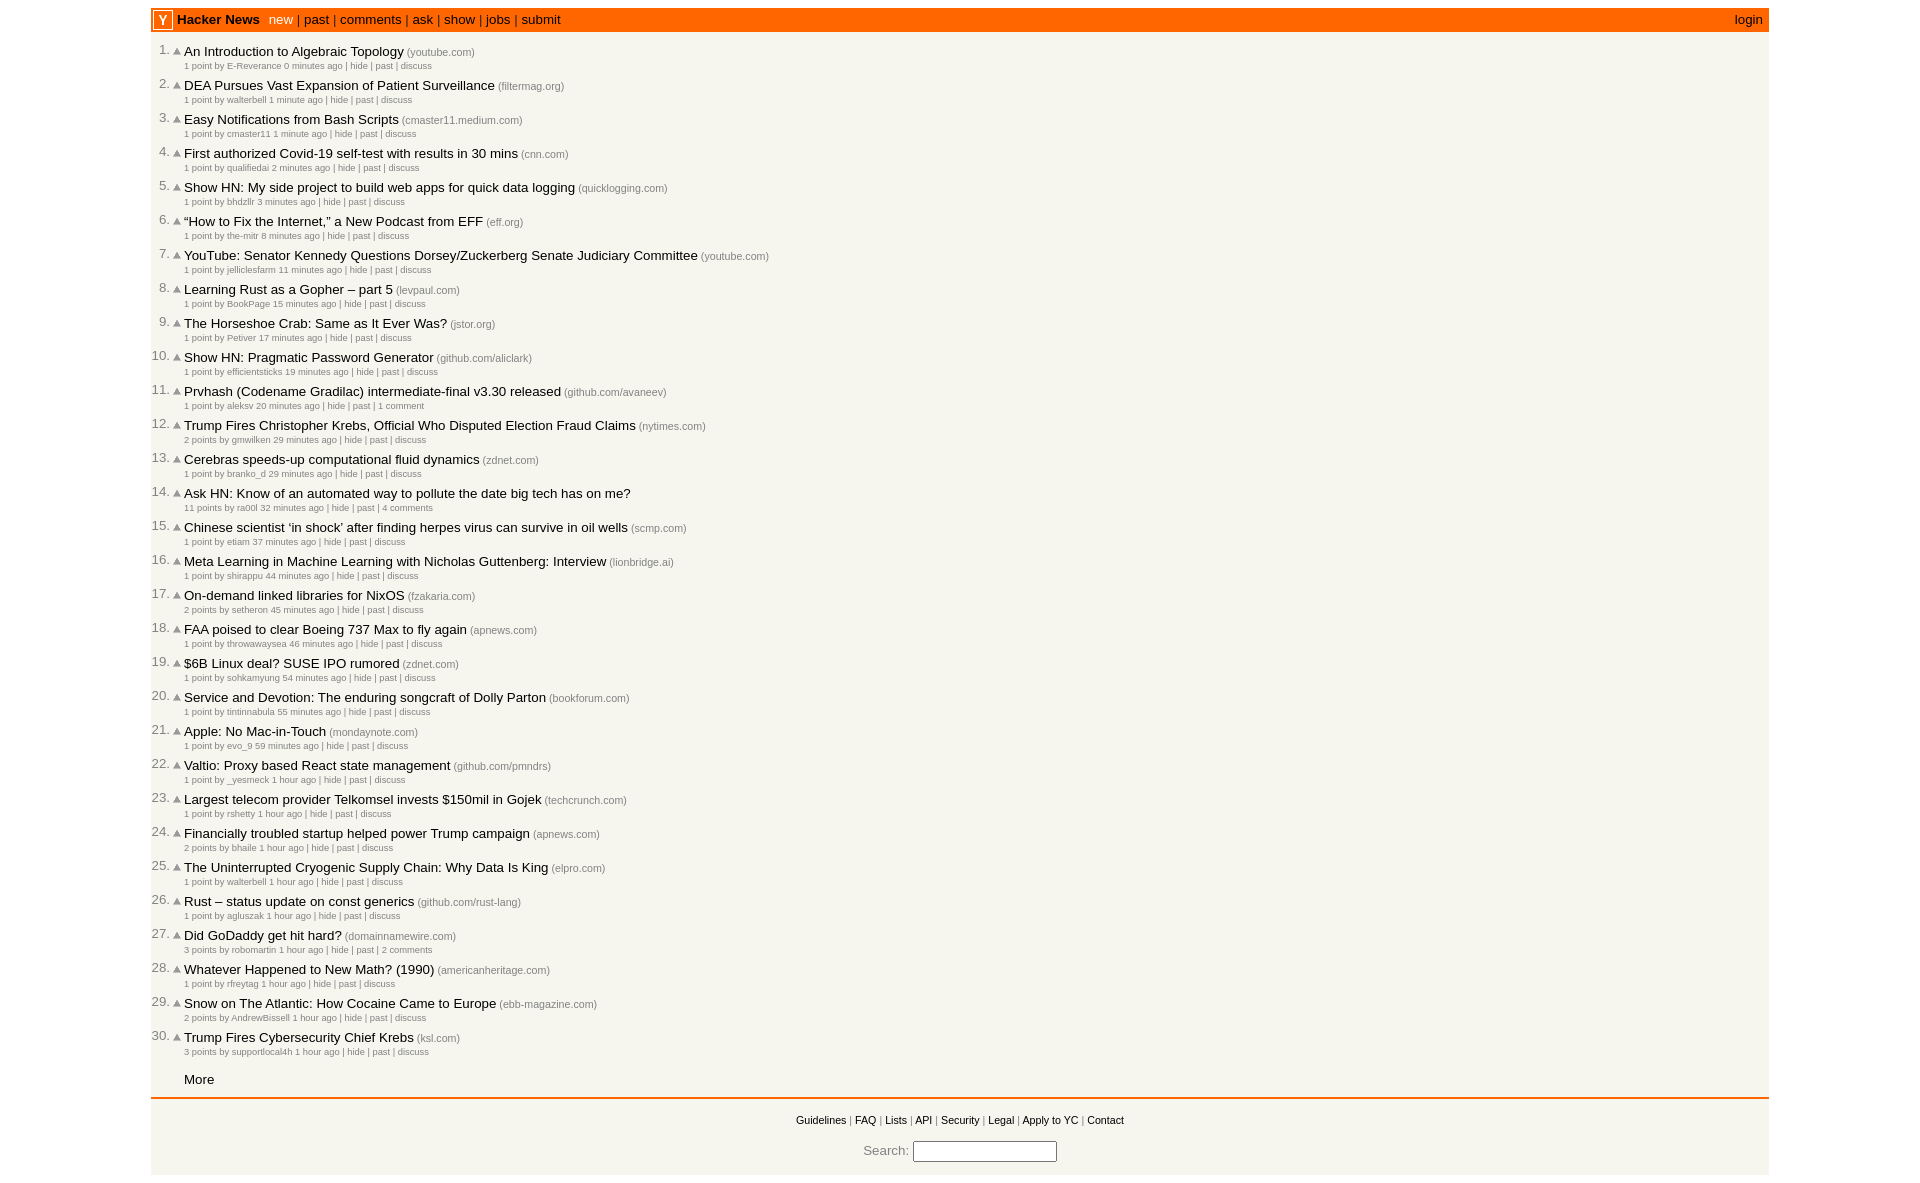 Y Hacker News new | past | comments | ask | show | jobs | submit login
1. An Introduction to Algebraic Topology (youtube.com)
1 point by E-Reverance 0 minutes ago | hide | past | discuss
2. DEA Pursues Vast Expansion of Patient Surveillance (filtermag.org)
1 point by walterbell 1 minute ago | hide | past | discuss
3. Easy Notifications from Bash Scripts (cmaster11.medium.com)
1 point by cmaster11 1 minute ago | hide | past | discuss
4. First authorized Covid-19 self-test with results in 30 mins (cnn.com)
1 point by qualifiedai 2 minutes ago | hide | past | discuss
5. Show HN: My side project to build web apps for quick data logging (quicklogging.com)
1 point by bhdzllr 3 minutes ago | hide | past | discuss
6. “How to Fix the Internet,” a New Podcast from EFF (eff.org)
1 point by the-mitr 8 minutes ago | hide | past | discuss
7. YouTube: Senator Kennedy Questions Dorsey/Zuckerberg Senate Judiciary Committee (youtube.com)
1 point by jelliclesfarm 11 minutes ago | hide | past | discuss
8. Learning Rust as a Gopher – part 5 (levpaul.com)
1 point by BookPage 15 minutes ago | hide | past | discuss
9. The Horseshoe Crab: Same as It Ever Was? (jstor.org)
1 point by Petiver 17 minutes ago | hide | past | discuss
10. Show HN: Pragmatic Password Generator (github.com/aliclark)
1 point by efficientsticks 19 minutes ago | hide | past | discuss
11. Prvhash (Codename Gradilac) intermediate-final v3.30 released (github.com/avaneev)
1 point by aleksv 20 minutes ago | hide | past | 1 comment
12. Trump Fires Christopher Krebs, Official Who Disputed Election Fraud Claims (nytimes.com)
2 points by gmwilken 29 minutes ago | hide | past | discuss
13. Cerebras speeds-up computational fluid dynamics (zdnet.com)
1 point by branko_d 29 minutes ago | hide | past | discuss
14. Ask HN: Know of an automated way to pollute the date big tech has on me?
11 points by ra00l 32 minutes ago | hide | past | 4 comments
15. Chinese scientist ‘in shock’ after finding herpes virus can survive in oil wells (scmp.com)
1 point by etiam 37 minutes ago | hide | past | discuss
16. Meta Learning in Machine Learning with Nicholas Guttenberg: Interview (lionbridge.ai)
1 point by shirappu 44 minutes ago | hide | past | discuss
17. On-demand linked libraries for NixOS (fzakaria.com)
2 points by setheron 45 minutes ago | hide | past | discuss
18. FAA poised to clear Boeing 737 Max to fly again (apnews.com)
1 point by throwawaysea 46 minutes ago | hide | past | discuss
19. $6B Linux deal? SUSE IPO rumored (zdnet.com)
1 point by sohkamyung 54 minutes ago | hide | past | discuss
20. Service and Devotion: The enduring songcraft of Dolly Parton (bookforum.com)
1 point by tintinnabula 55 minutes ago | hide | past | discuss
21. Apple: No Mac-in-Touch (mondaynote.com)
1 point by evo_9 59 minutes ago | hide | past | discuss
22. Valtio: Proxy based React state management (github.com/pmndrs)
1 point by _yesmeck 1 hour ago | hide | past | discuss
23. Largest telecom provider Telkomsel invests $150mil in Gojek (techcrunch.com)
1 point by rshetty 1 hour ago | hide | past | discuss
24. Financially troubled startup helped power Trump campaign (apnews.com)
2 points by bhaile 1 hour ago | hide | past | discuss
25. The Uninterrupted Cryogenic Supply Chain: Why Data Is King (elpro.com)
1 point by walterbell 1 hour ago | hide | past | discuss
26. Rust – status update on const generics (github.com/rust-lang)
1 point by agluszak 1 hour ago | hide | past | discuss
27. Did GoDaddy get hit hard? (domainnamewire.com)
3 points by robomartin 1 hour ago | hide | past | 2 comments
28. Whatever Happened to New Math? (1990) (americanheritage.com)
1 point by rfreytag 1 hour ago | hide | past | discuss
29. Snow on The Atlantic: How Cocaine Came to Europe (ebb-magazine.com)
2 points by AndrewBissell 1 hour ago | hide | past | discuss
30. Trump Fires Cybersecurity Chief Krebs (ksl.com)
3 points by supportlocal4h 1 hour ago | hide | past | discuss
More
Guidelines | FAQ | Lists | API | Security | Legal | Apply to YC | Contact
Search: